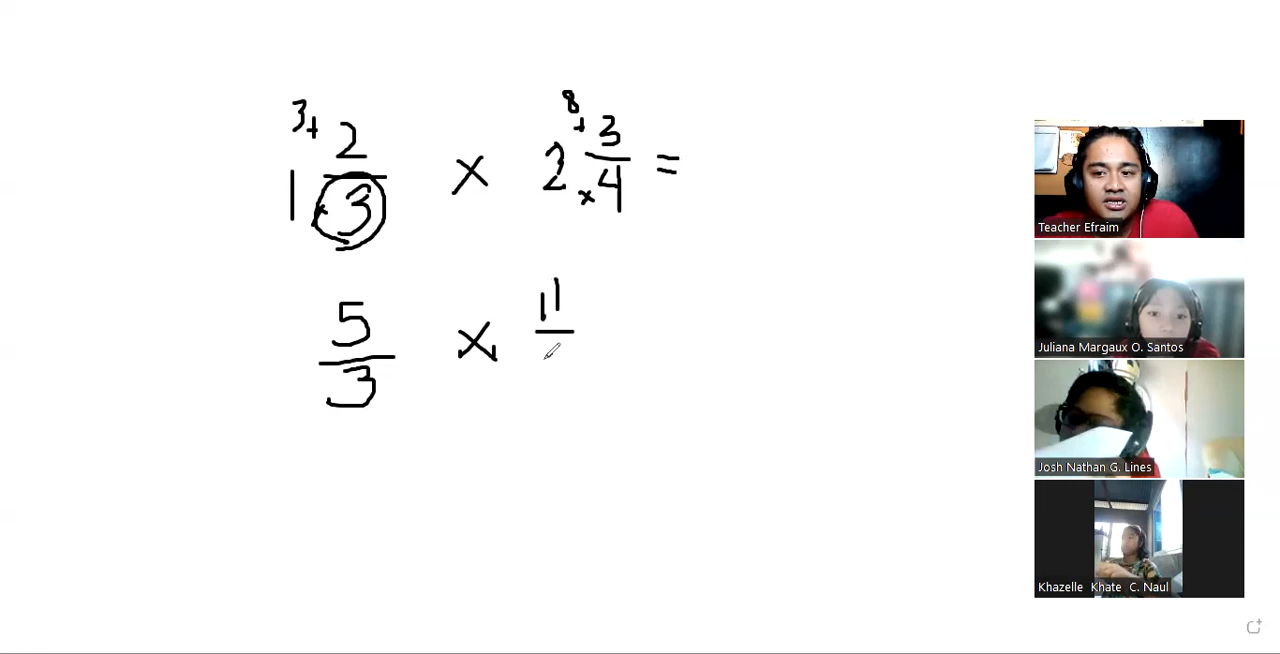 3+ 8+
1 2/3 x 2 x 3/4 =
5/3 x 11/
Teacher Efraim
Juliana Margaux O. Santos
Josh Nathan G. Lines
Khazelle Khate C. Naul